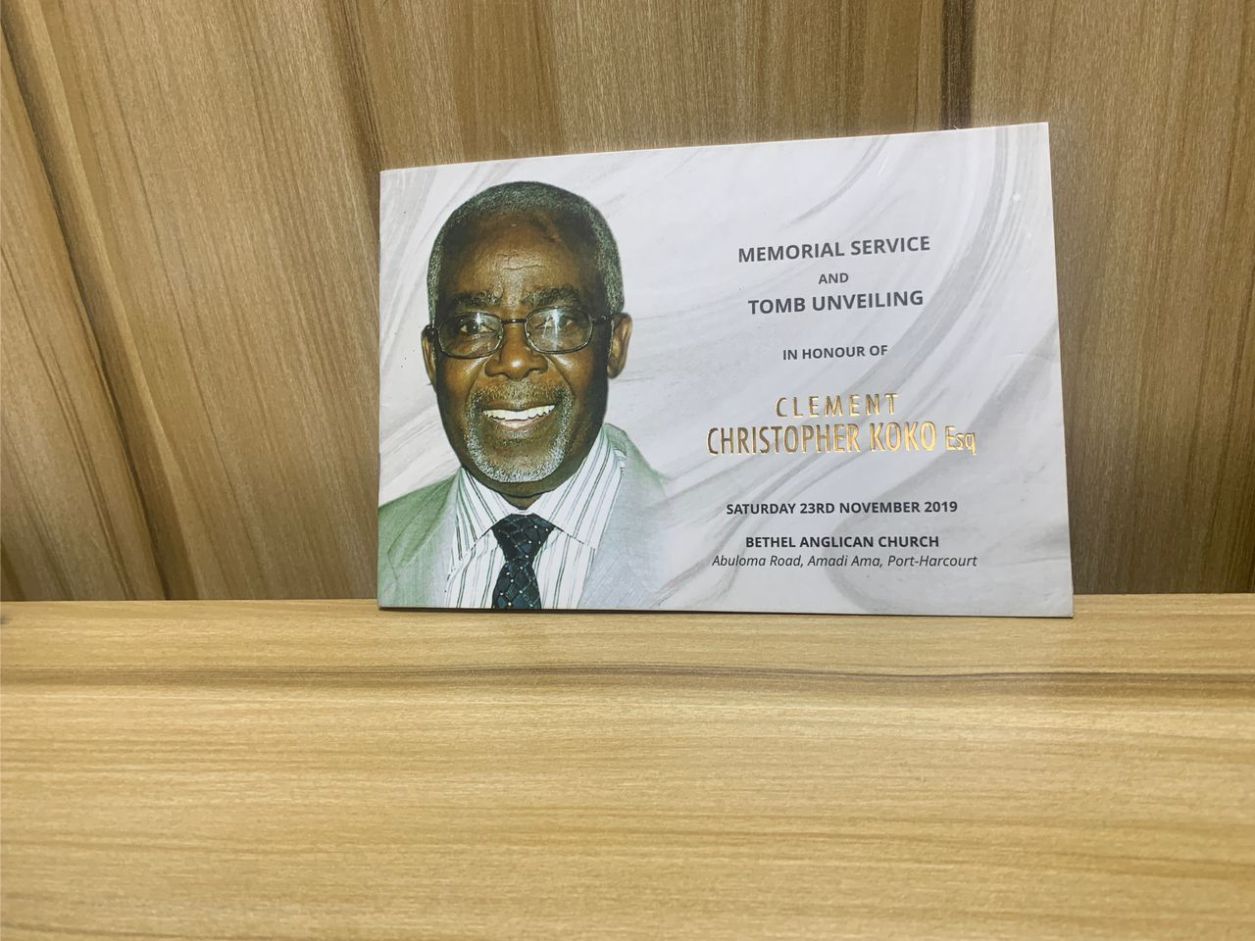 MEMORIAL SERVICE
AND
TOMB UNVEILING
IN HONOUR OF
CLEMENT
CHRISTOPHER KOKO Esq
SATURDAY 23RD NOVEMBER 2019
BETHEL ANGLICAN CHURCH
Abuloma Road, Amadi Ama, Port-Harcourt